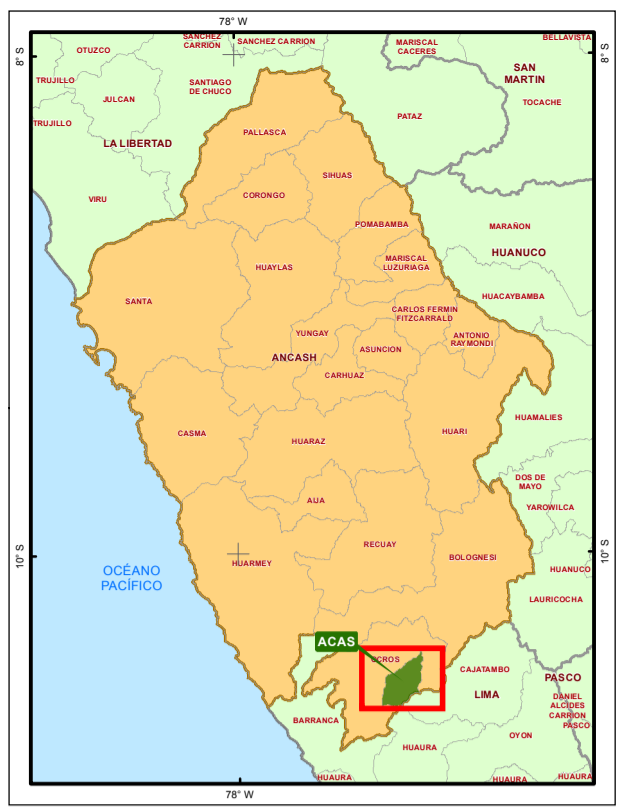 78° W
8° S
8° S
OTUZCO
SANCHEZ
CARRIÓN
SANCHEZ CARRION
MARISCAL
CACERES
BELLAVISTA
TRUJILLO
SANTIAGO
DE CHUCO
SAN
MARTIN
JULCAN
TOCACHE
TRUJILLO
PATAZ
LA LIBERTAD
PALLASCA
SIHUAS
VIRU
CORONGO
POMABAMBA
MARAÑON
HUANUCO
HUAYLAS
MARISCAL
LUZURIAGA
SANTA
HUACAYBAMBA
CARLOS FERMIN
FITZCARRALD
YUNGAY
ANTONIO
RAYMONDI
ASUNCION
ANCASH
CARHUAZ
HUAMALIES
CASMA
HUARAZ
HUARI
DOS DE
MAYO
AIJA
YAROWILCA
RECUAY
10° S
10° S
HUARMEY
BOLOGNESI
OCÉANO
PACÍFICO
HUANUCO
LAURICOCHA
ACAS
OCROS
CAJATAMBO
PASCO
LIMA
DANIEL
ALCIDES
CARRION
PASCO
BARRANCA
OYON
HUAURA
HUAURA
HUAURA
HUAURA
78° W